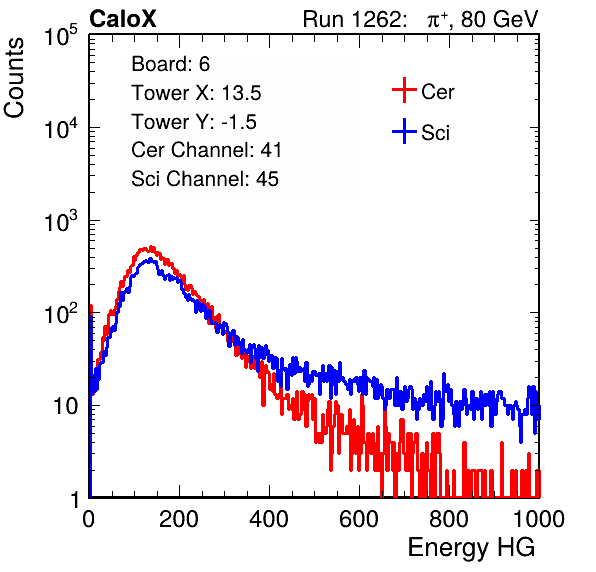 CaloX Run 1262: π⁺, 80 GeV
Counts
10⁵
10⁴
10³
10²
10
1
Board: 6
Tower X: 13.5
Tower Y: -1.5
Cer Channel: 41
Sci Channel: 45
Cer
Sci
0 200 400 600 800 1000
Energy HG